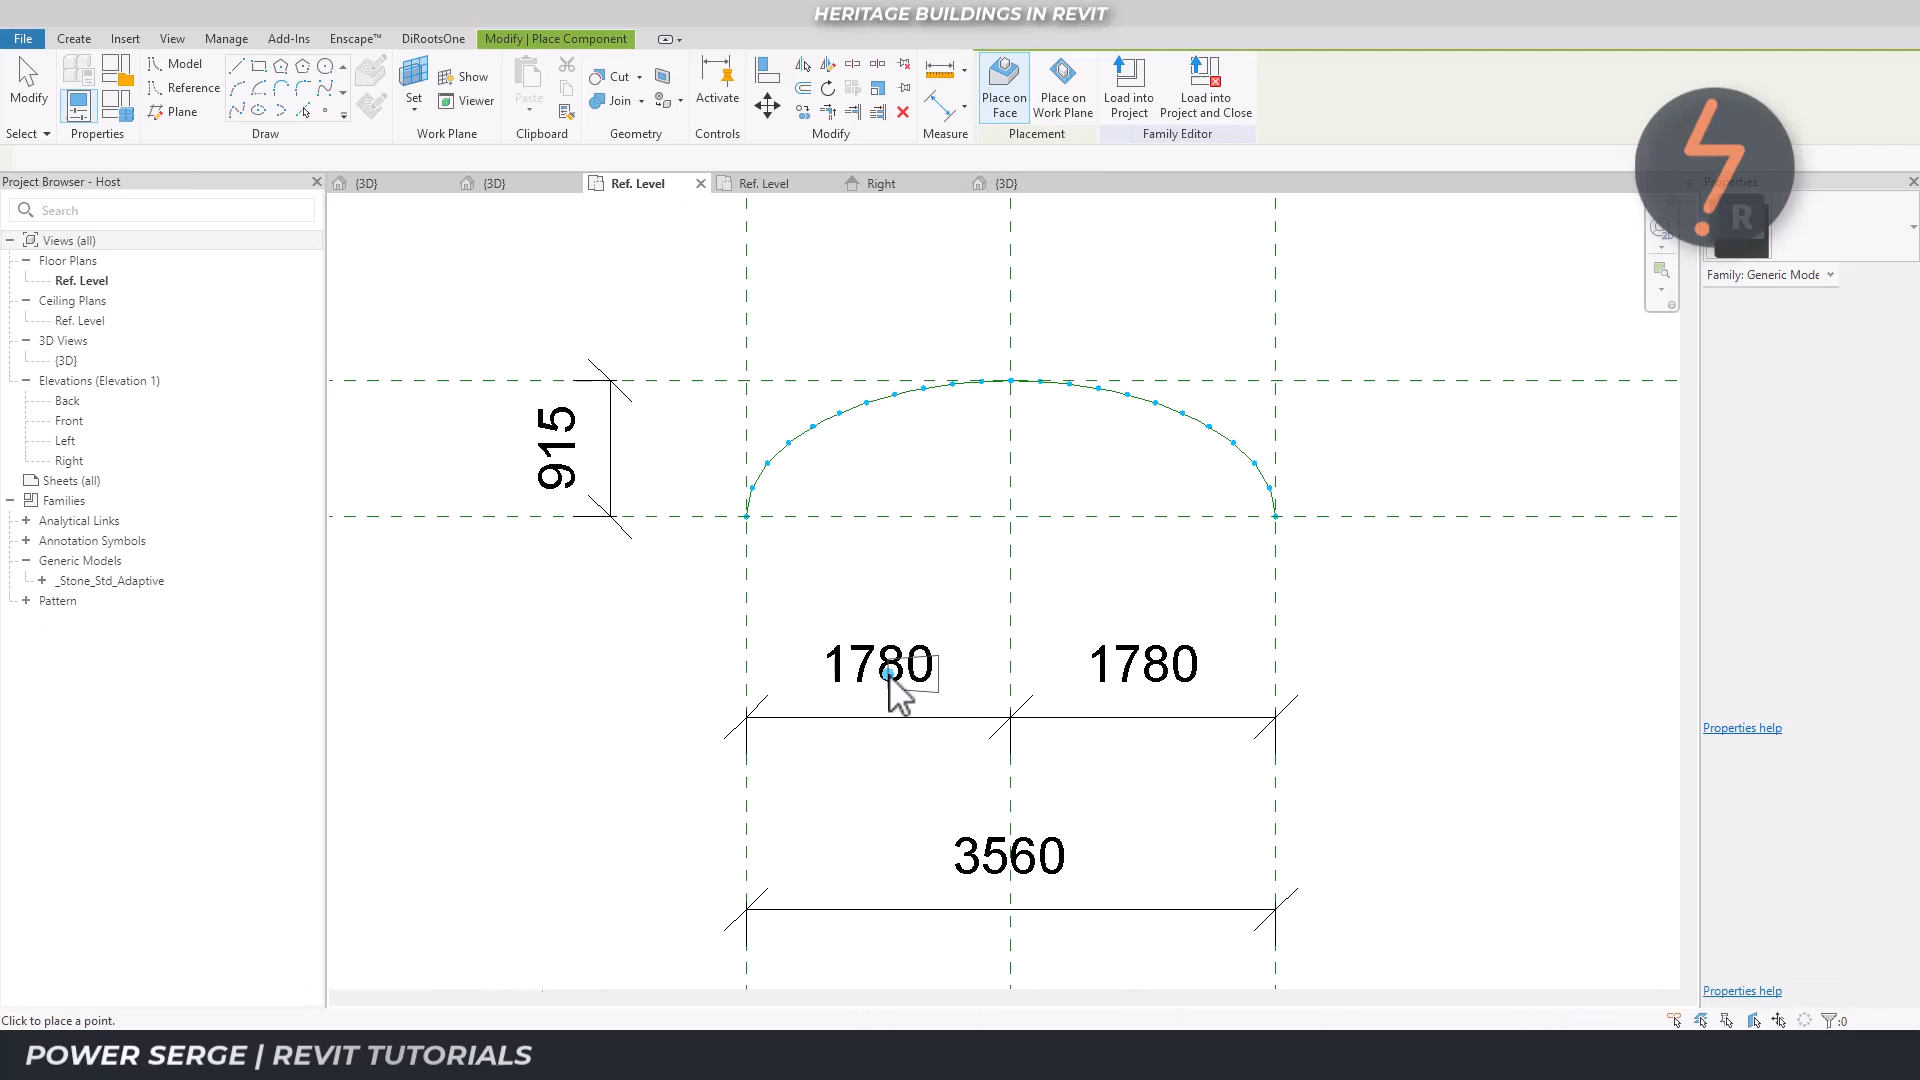 HERITAGE BUILDINGS IN REVIT
File Create Insert View Manage Add-Ins Enscape™ DiRootsOne Modify | Place Component
Modify
Select
Properties
Model
Reference
Plane
Draw
Set
Show
Viewer
Work Plane
Paste
Clipboard
Cut
Join
Geometry
Activate
Controls
Modify
Measure
Place on Face
Place on Work Plane
Placement
Load into Project
Load into Project and Close
Family Editor
Project Browser - Host
{3D}
{3D}
Ref. Level
Ref. Level
Right
{3D}
Properties
R
Search
Views (all)
Floor Plans
Ref. Level
Ceiling Plans
Ref. Level
3D Views
{3D}
Elevations (Elevation 1)
Back
Front
Left
Right
Sheets (all)
Families
Analytical Links
Annotation Symbols
Generic Models
_Stone_Std_Adaptive
Pattern
Family: Generic Mode
915
1780
1780
3560
Properties help
Properties help
Click to place a point.
:0
POWER SERGE | REVIT TUTORIALS